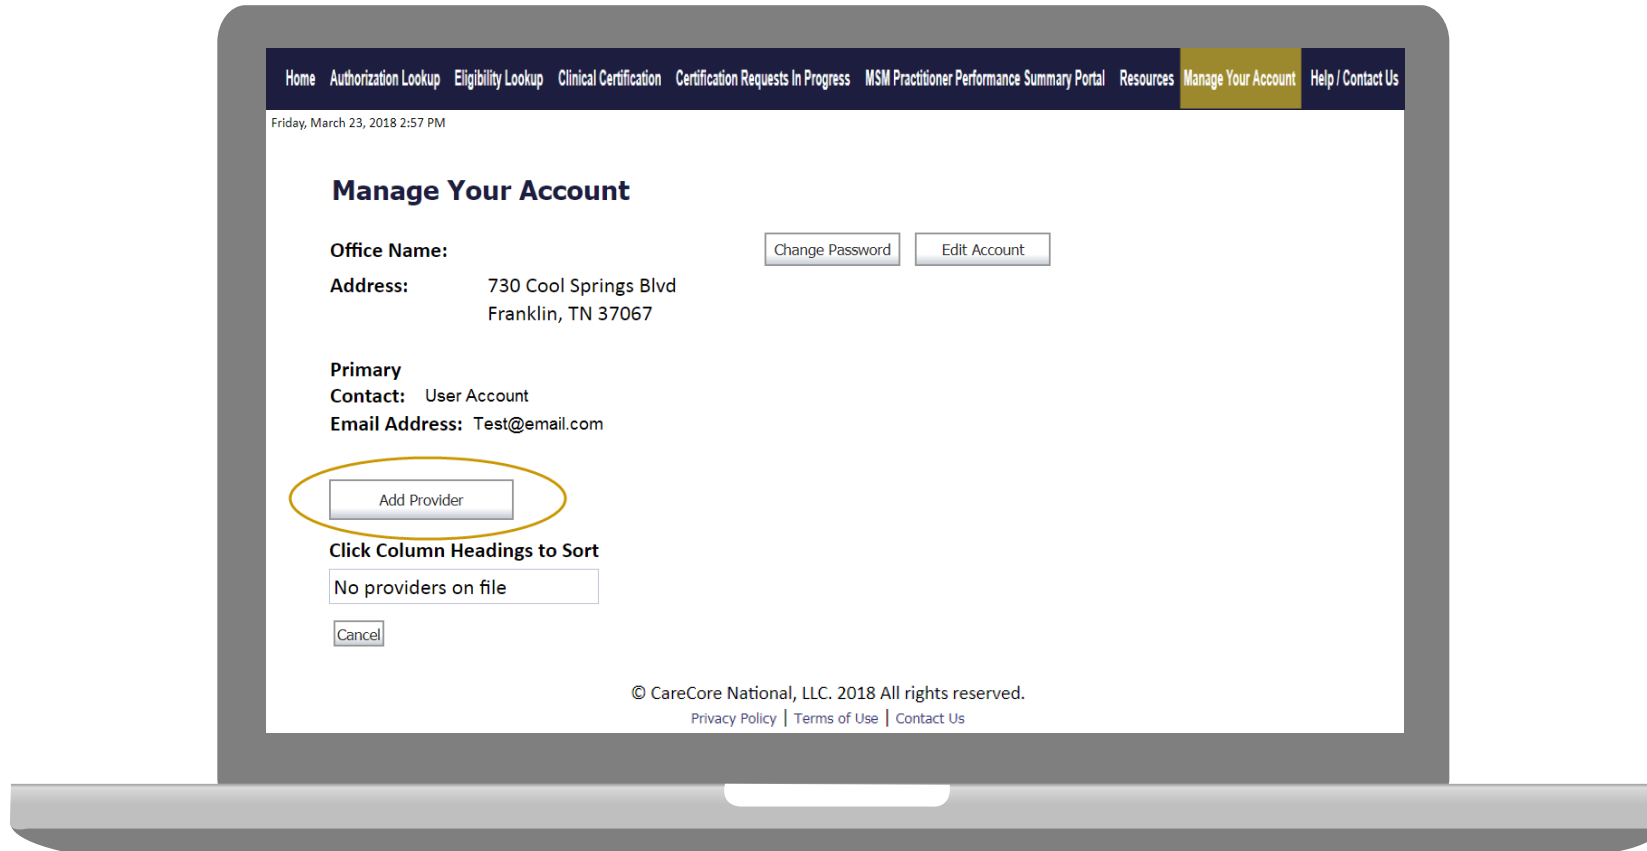 Home Authorization Lookup Eligibility Lookup Clinical Certification Certification Requests In Progress MSM Practitioner Performance Summary Portal Resources Manage Your Account Help / Contact Us
Friday, March 23, 2018 2:57 PM
Manage Your Account
Office Name:
Change Password Edit Account
Address: 730 Cool Springs Blvd
Franklin, TN 37067
Primary
Contact: User Account
Email Address: Test@email.com
Add Provider
Click Column Headings to Sort
No providers on file
Cancel
© CareCore National, LLC. 2018 All rights reserved.
Privacy Policy | Terms of Use | Contact Us